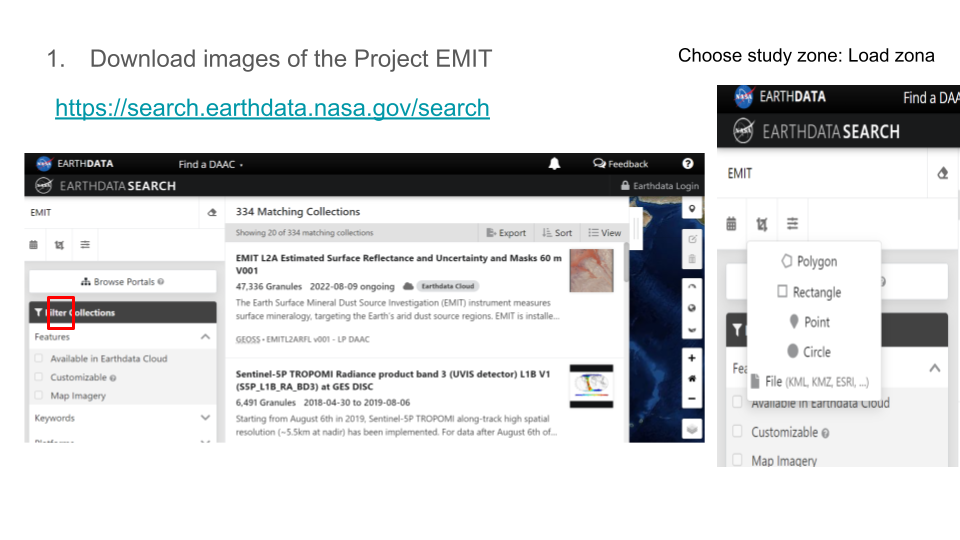 1. Download images of the Project EMIT
https://search.earthdata.nasa.gov/search
Choose study zone: Load zona
EARTHDATA Find a DAAC
Feedback
EARTHDATA SEARCH
Earthdata Login
EMIT
334 Matching Collections
Showing 20 of 334 matching collections
Export Sort View
Browse Portals
Filter Collections
Features
Available in Earthdata Cloud
Customizable
Map Imagery
Keywords
EMIT L2A Estimated Surface Reflectance and Uncertainty and Masks 60 m
V001
47,336 Granules 2022-08-09 ongoing Earthdata Cloud
The Earth Surface Mineral Dust Source Investigation (EMIT) instrument measures
surface mineralogy, targeting the Earth's arid dust source regions. EMIT is installe...
GEOSS • EMITL2ARFL v001 - LP DAAC
Sentinel-5P TROPOMI Radiance product band 3 (UVIS detector) L1B V1
(S5P_L1B_RA_BD3) at GES DISC
6,491 Granules 2018-04-30 to 2019-08-06
Starting from August 6th in 2019, Sentinel-5P TROPOMI along-track high spatial
resolution (~5.5km at nadir) has been implemented. For data after August 6th of...
EARTHDATA Find a DAA
EARTHDATA SEARCH
EMIT
Polygon
Rectangle
Point
Circle
File (KML, KMZ, ESRI, ...)
Fea
Available in Earthdata Cloud
Customizable
Map Imagery